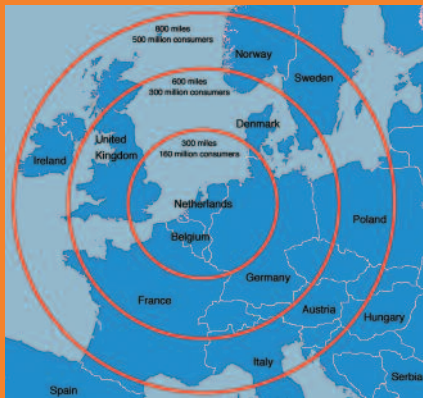 800 miles
500 million consumers
Norway
Sweden
600 miles
300 million consumers
Denmark
United
Kingdom
Ireland
300 miles
160 million consumers
Netherlands
Belgium
Poland
Germany
France
Austria
Hungary
Italy
Serbia
Spain